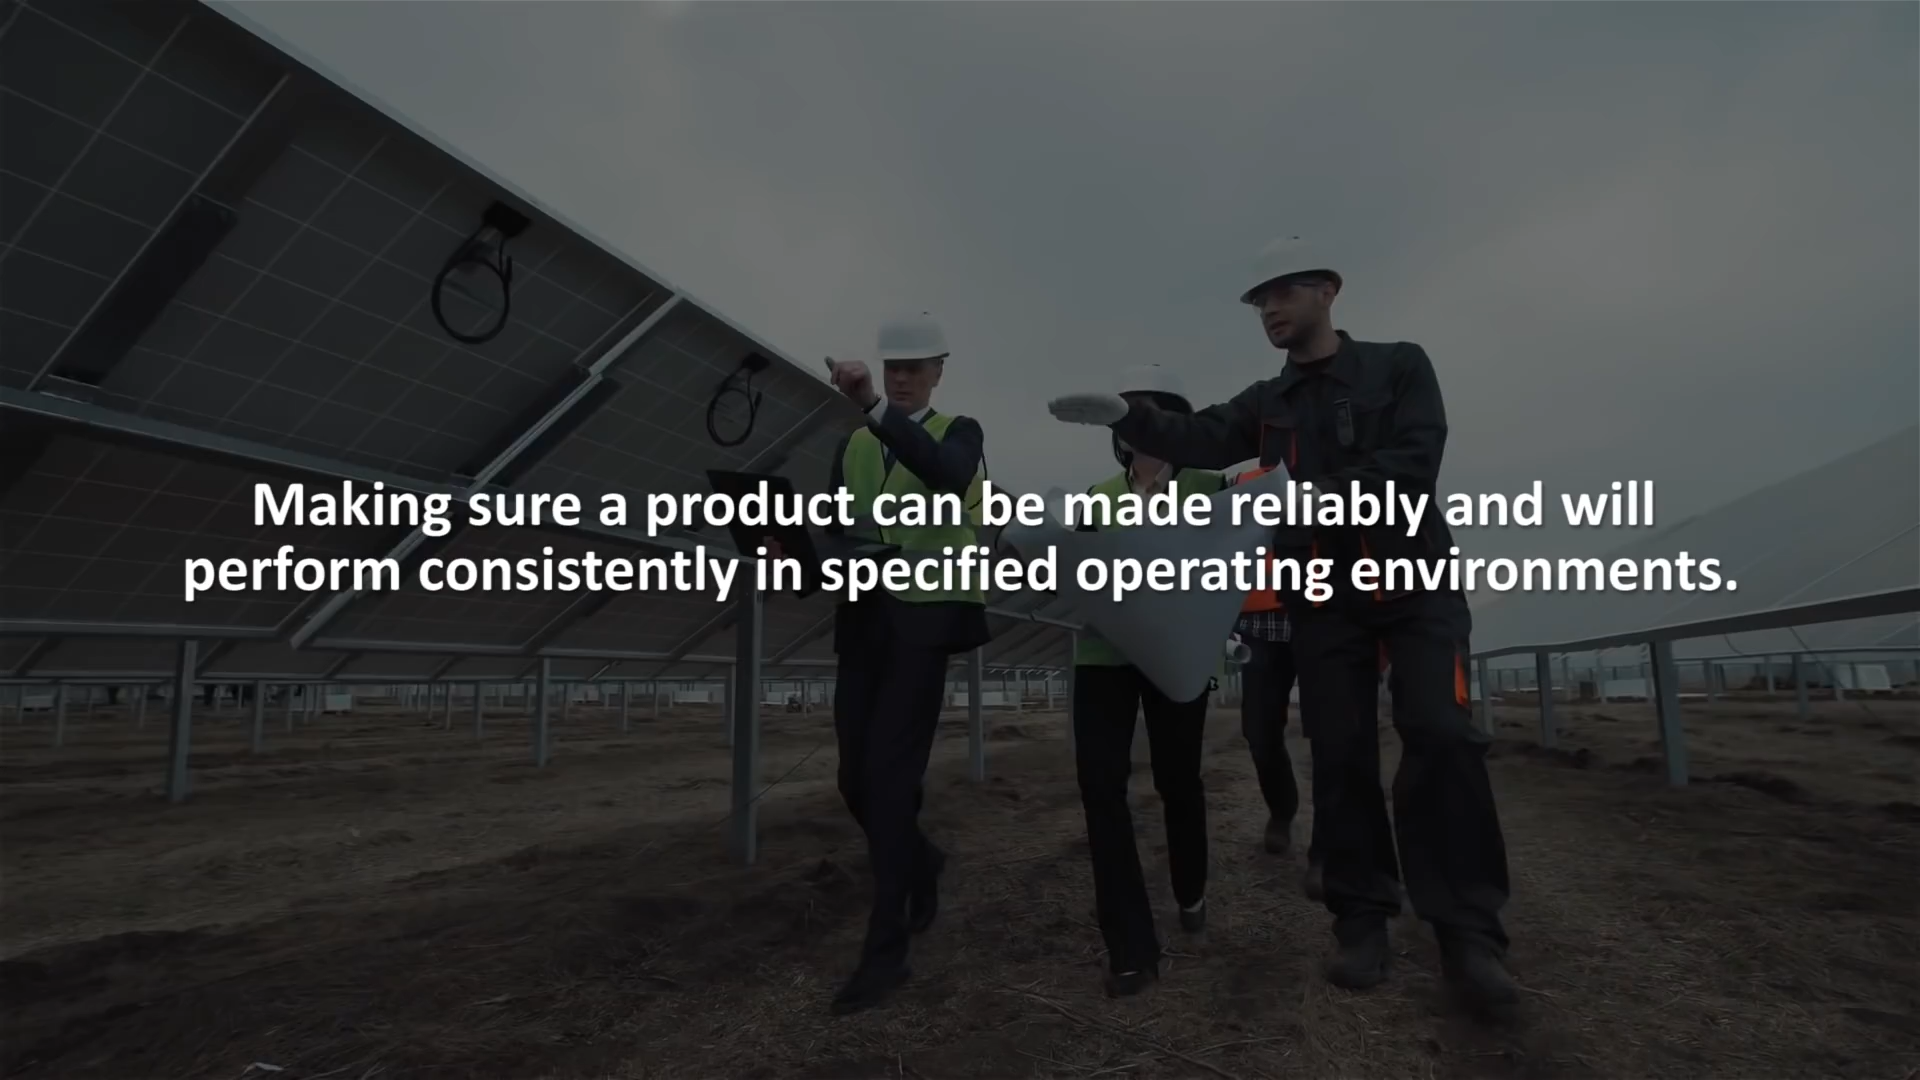 Making sure a product can be made reliably and will
perform consistently in specified operating environments.